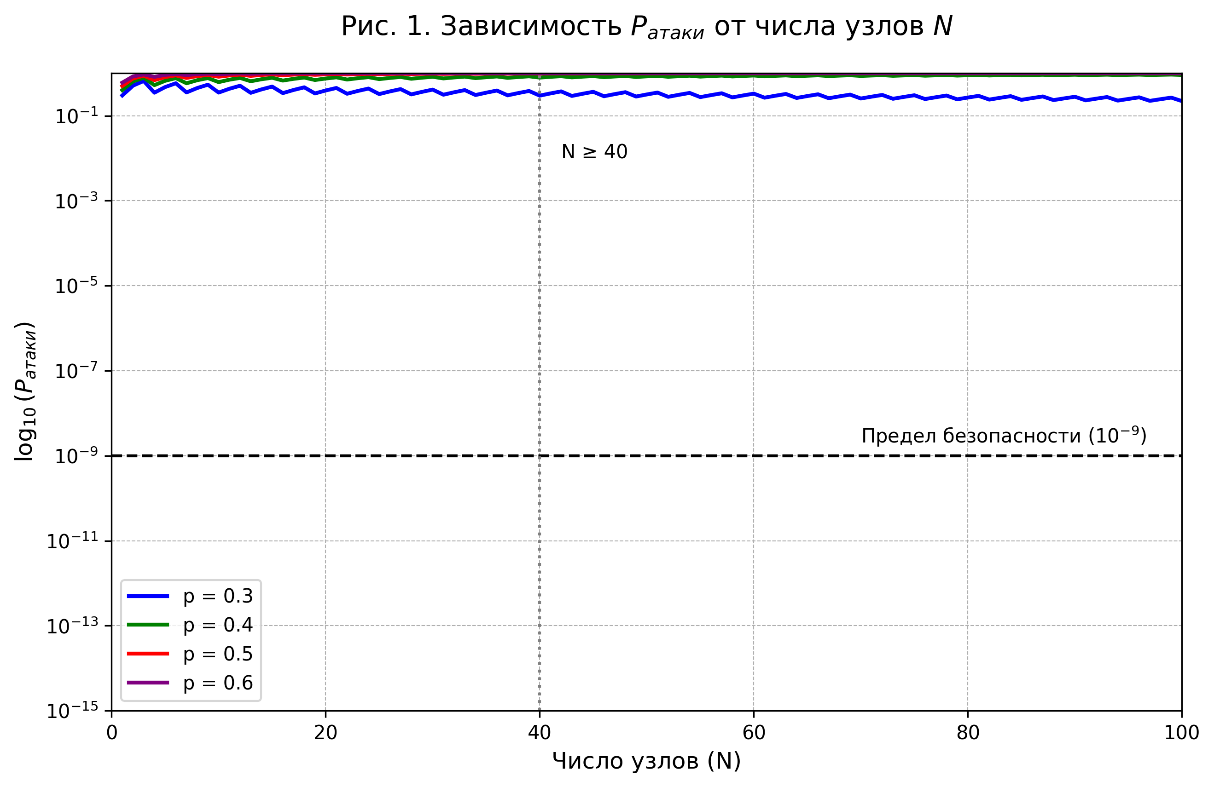 Рис. 1. Зависимость Pатаки от числа узлов N
log₁₀(Pатаки)
10⁻¹
10⁻³
10⁻⁵
10⁻⁷
10⁻⁹
10⁻¹¹
10⁻¹³
10⁻¹⁵
N ≥ 40
Предел безопасности (10⁻⁹)
p = 0.3
p = 0.4
p = 0.5
p = 0.6
0 20 40 60 80 100
Число узлов (N)